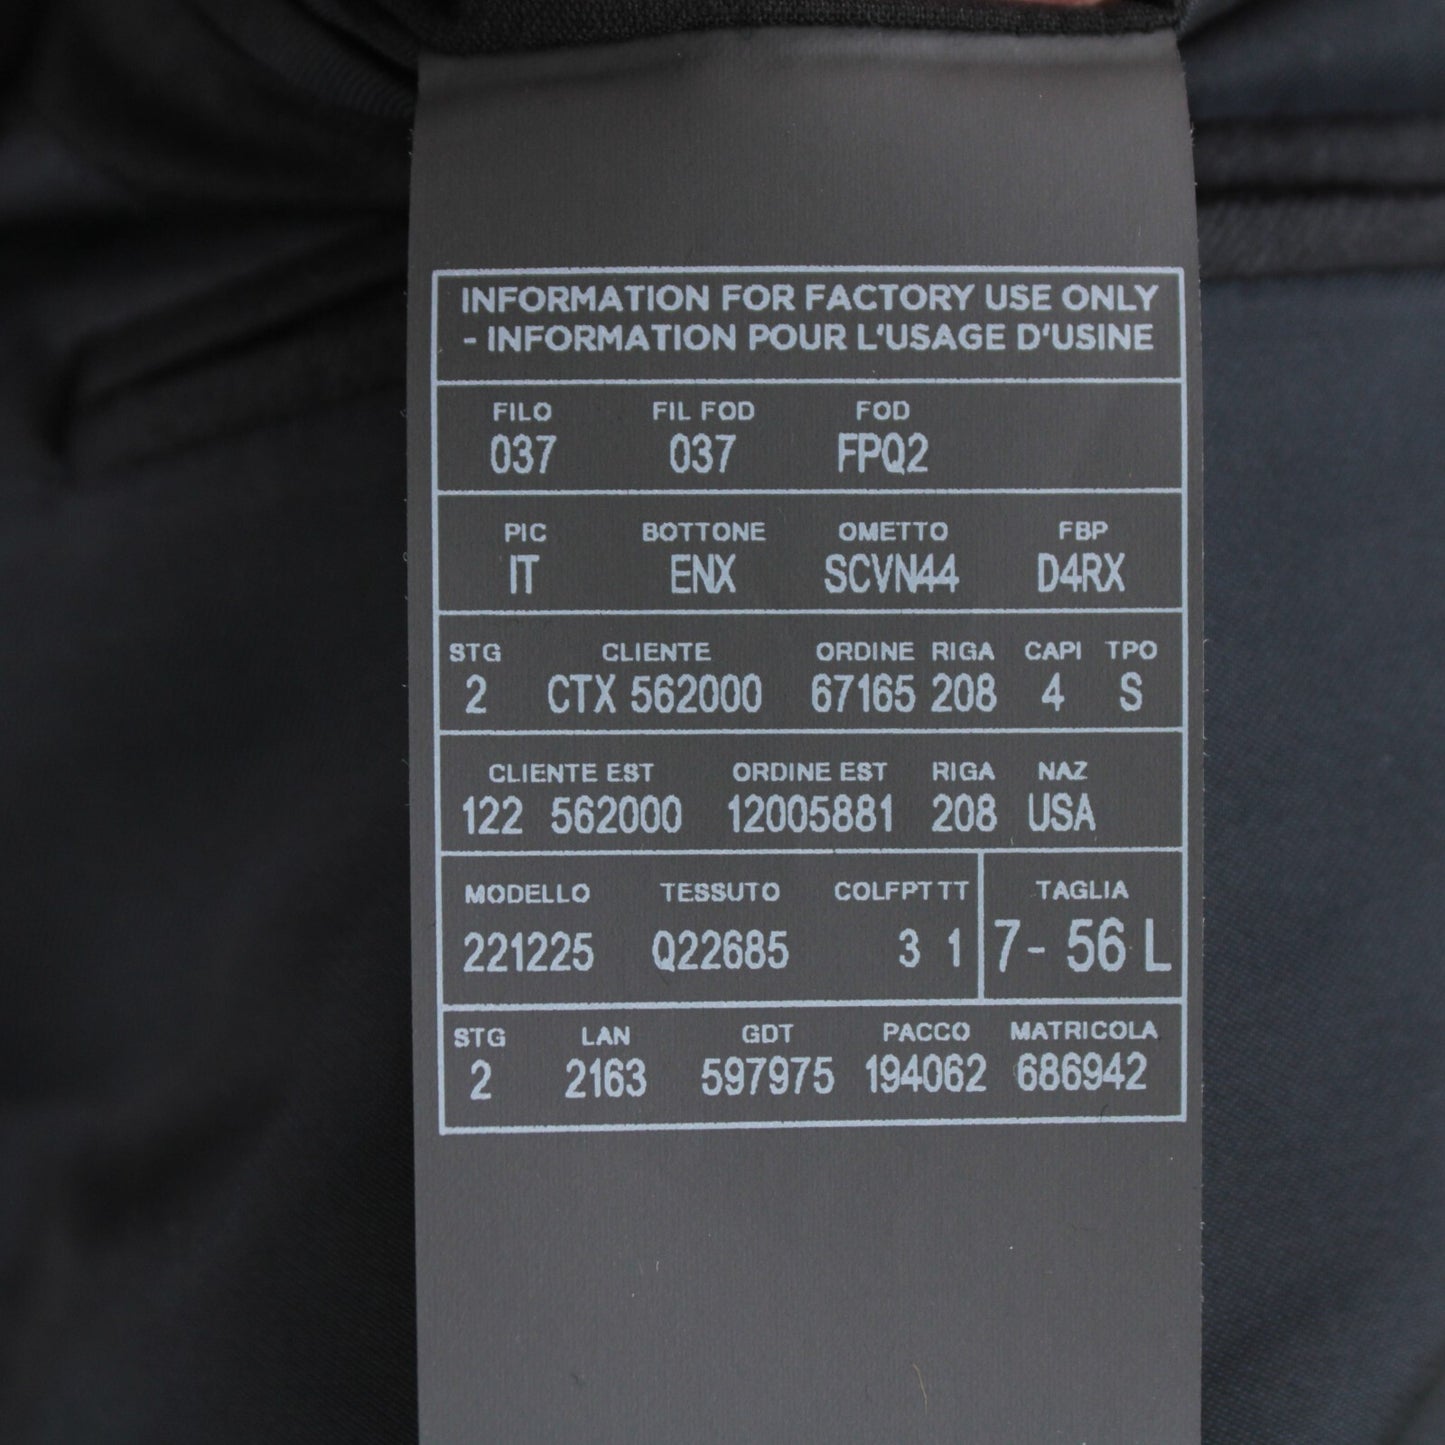 INFORMATION FOR FACTORY USE ONLY
- INFORMATION POUR L'USAGE D'USINE
FILO FIL FOD FOD
037 037 FPQ2
PIC BOTTONE OMETTO FBP
IT ENX SCVN44 D4RX
STG CLIENTE ORDINE RIGA CAPI TPO
2 CTX 562000 67165 208 4 S
CLIENTE EST ORDINE EST RIGA NAZ
122 562000 12005881 208 USA
MODELLO TESSUTO COLFPTTT TAGLIA
221225 Q22685 3 1 7- 56 L
STG LAN GDT PACCO MATRICOLA
2 2163 597975 194062 686942